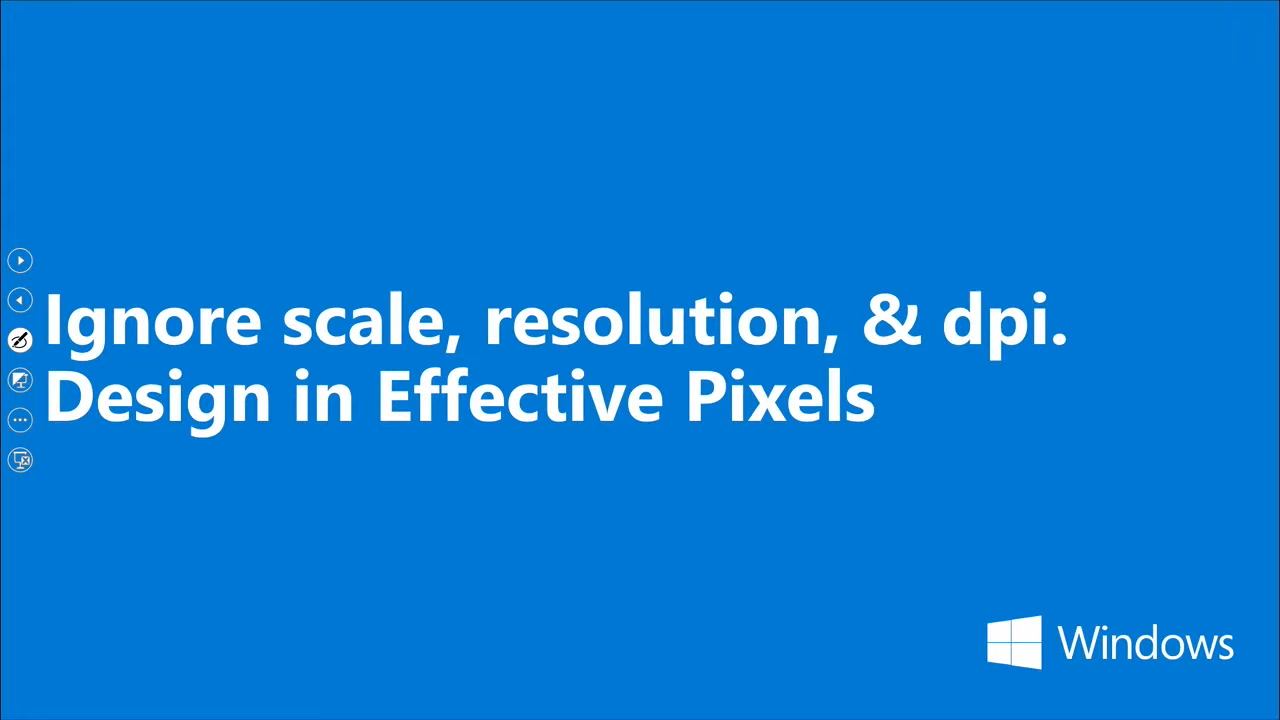 Ignore scale, resolution, & dpi.
Design in Effective Pixels
Windows